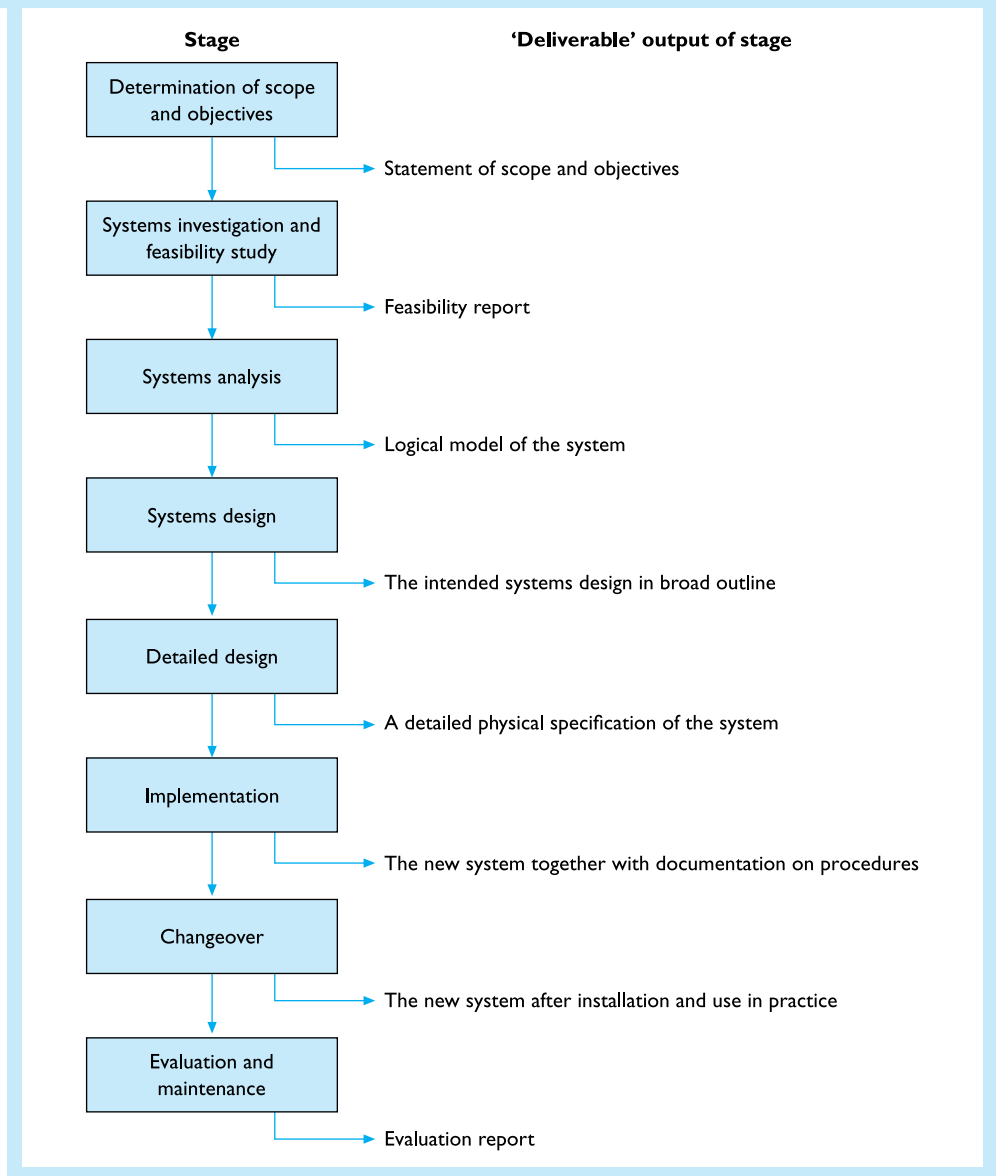 Stage
‘Deliverable’ output of stage
Determination of scope
and objectives
Statement of scope and objectives
Systems investigation and
feasibility study
Feasibility report
Systems analysis
Logical model of the system
Systems design
The intended systems design in broad outline
Detailed design
A detailed physical specification of the system
Implementation
The new system together with documentation on procedures
Changeover
The new system after installation and use in practice
Evaluation and
maintenance
Evaluation report